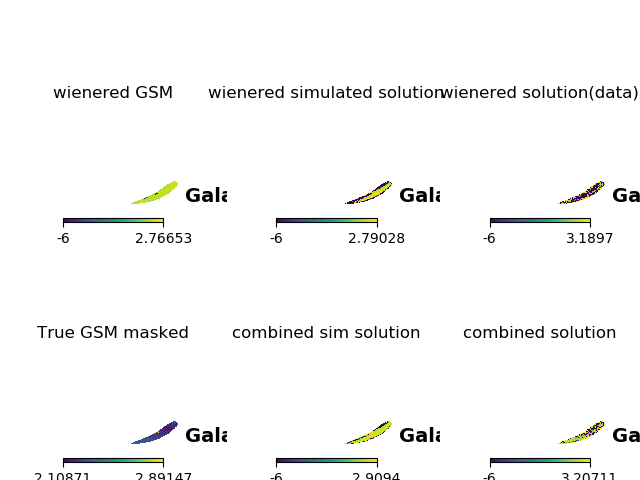 wienered GSM wienered simulated solution wienered solution(data)
Gala Gala Ga
-6 2.76653 -6 2.79028 -6 3.1897
True GSM masked combined sim solution combined solution
Gala Gala Ga
2.10871 2.89147 -6 2.9094 -6 3.20711